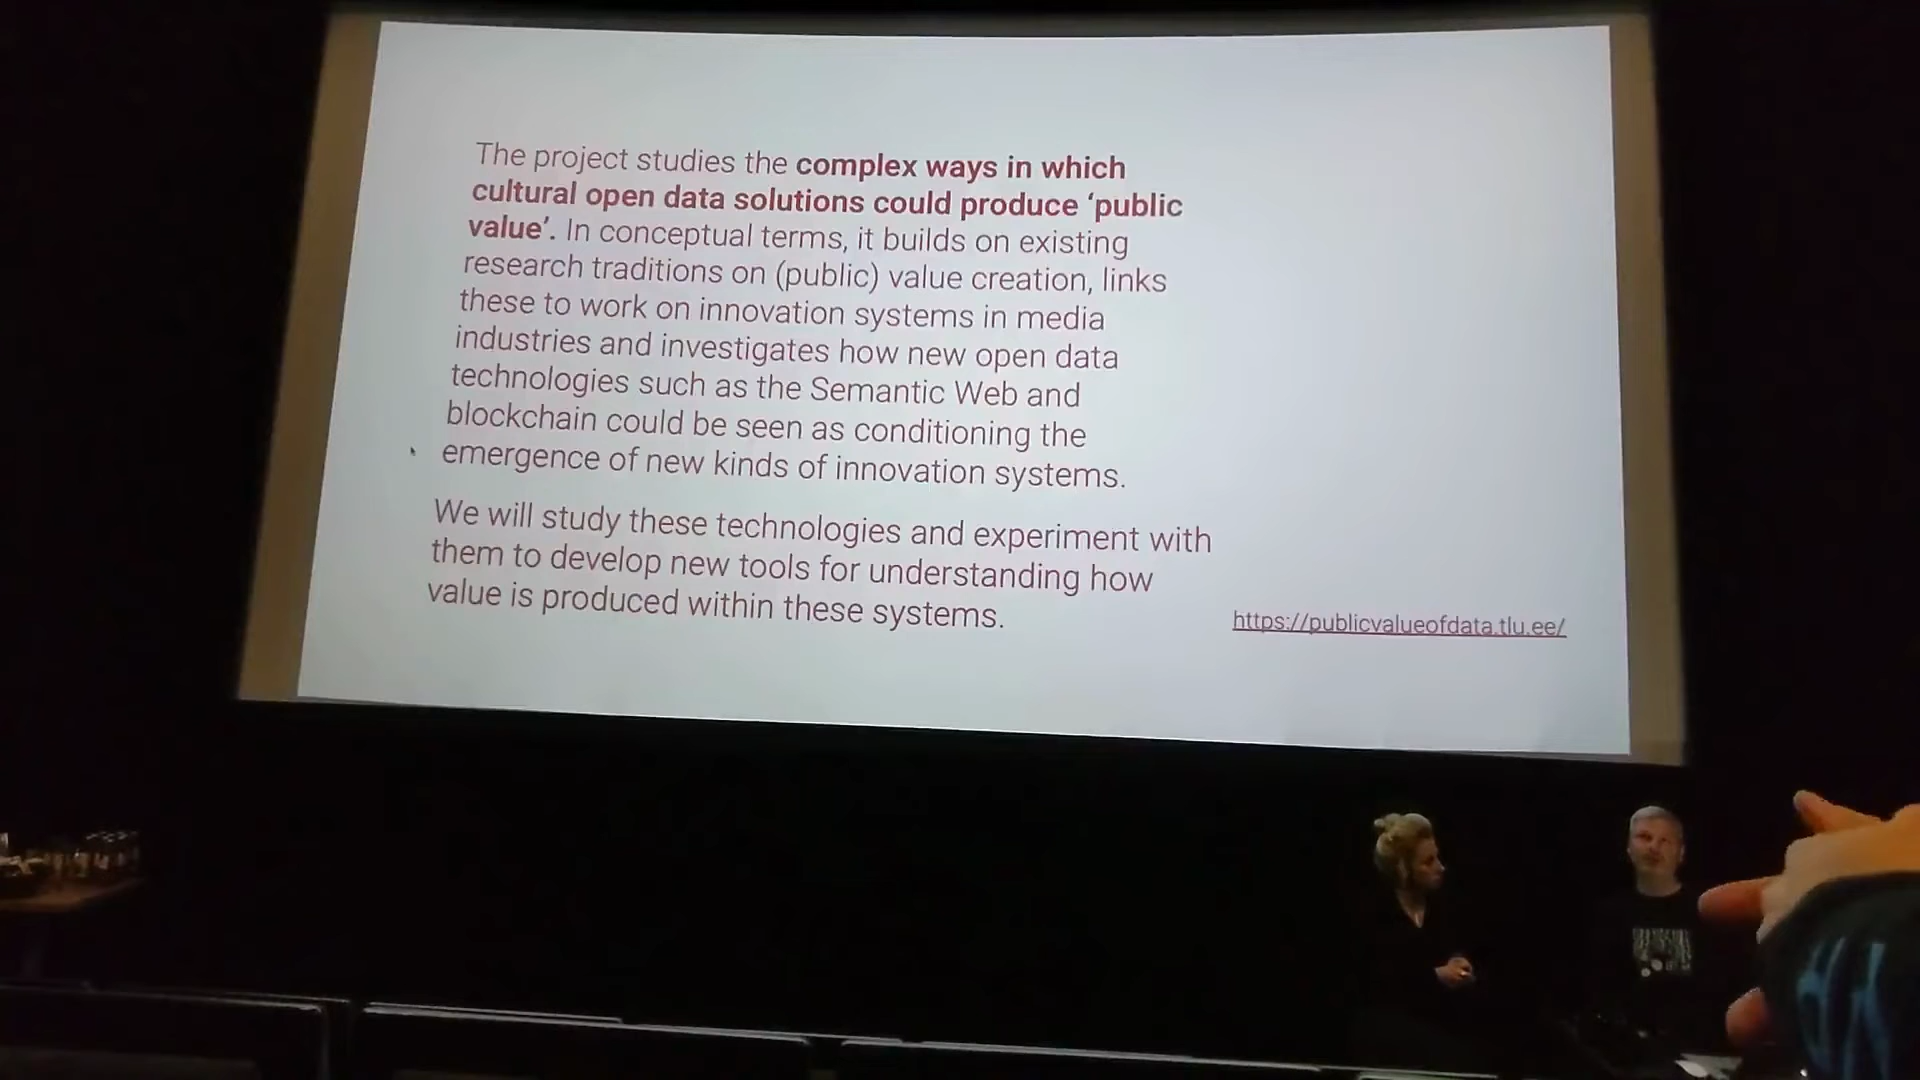 The project studies the complex ways in which
cultural open data solutions could produce ‘public
value’. In conceptual terms, it builds on existing
research traditions on (public) value creation, links
these to work on innovation systems in media
industries and investigates how new open data
technologies such as the Semantic Web and
blockchain could be seen as conditioning the
emergence of new kinds of innovation systems.
We will study these technologies and experiment with
them to develop new tools for understanding how
value is produced within these systems.
https://publicvalueofdata.tlu.ee/